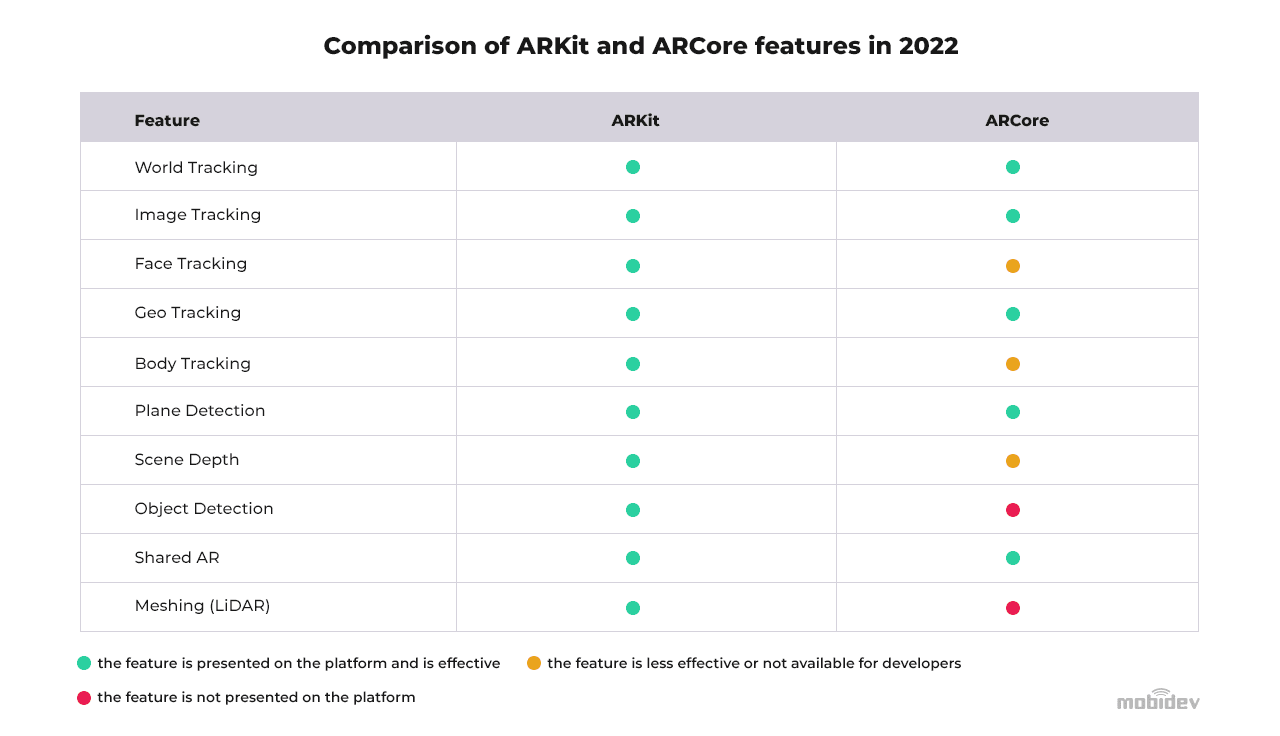 Comparison of ARKit and ARCore features in 2022
Feature ARKit ARCore
World Tracking
Image Tracking
Face Tracking
Geo Tracking
Body Tracking
Plane Detection
Scene Depth
Object Detection
Shared AR
Meshing (LiDAR)
the feature is presented on the platform and is effective the feature is less effective or not available for developers
the feature is not presented on the platform
mobidev